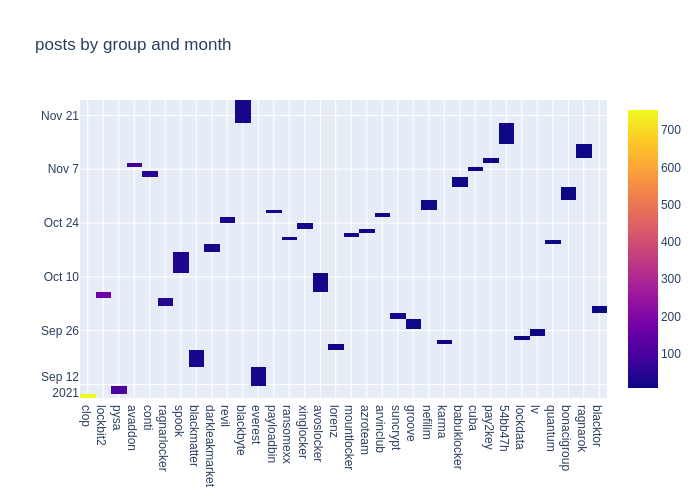 posts by group and month
Nov 21
Nov 7
Oct 24
Oct 10
Sep 26
Sep 12
2021
700
600
500
400
300
200
100
clop
lockbit2
pysa
avaddon
conti
ragnarlocker
spook
blackmatter
darkleakmarket
revil
blackbyte
everest
payloadbin
ransomexx
xinglocker
avoslocker
lorenz
mountlocker
azroteam
arvinclub
suncrypt
groove
nefilim
karma
babuklocker
cuba
pay2key
54bb47h
lockdata
lv
quantum
bonacigroup
ragnarok
blacktor